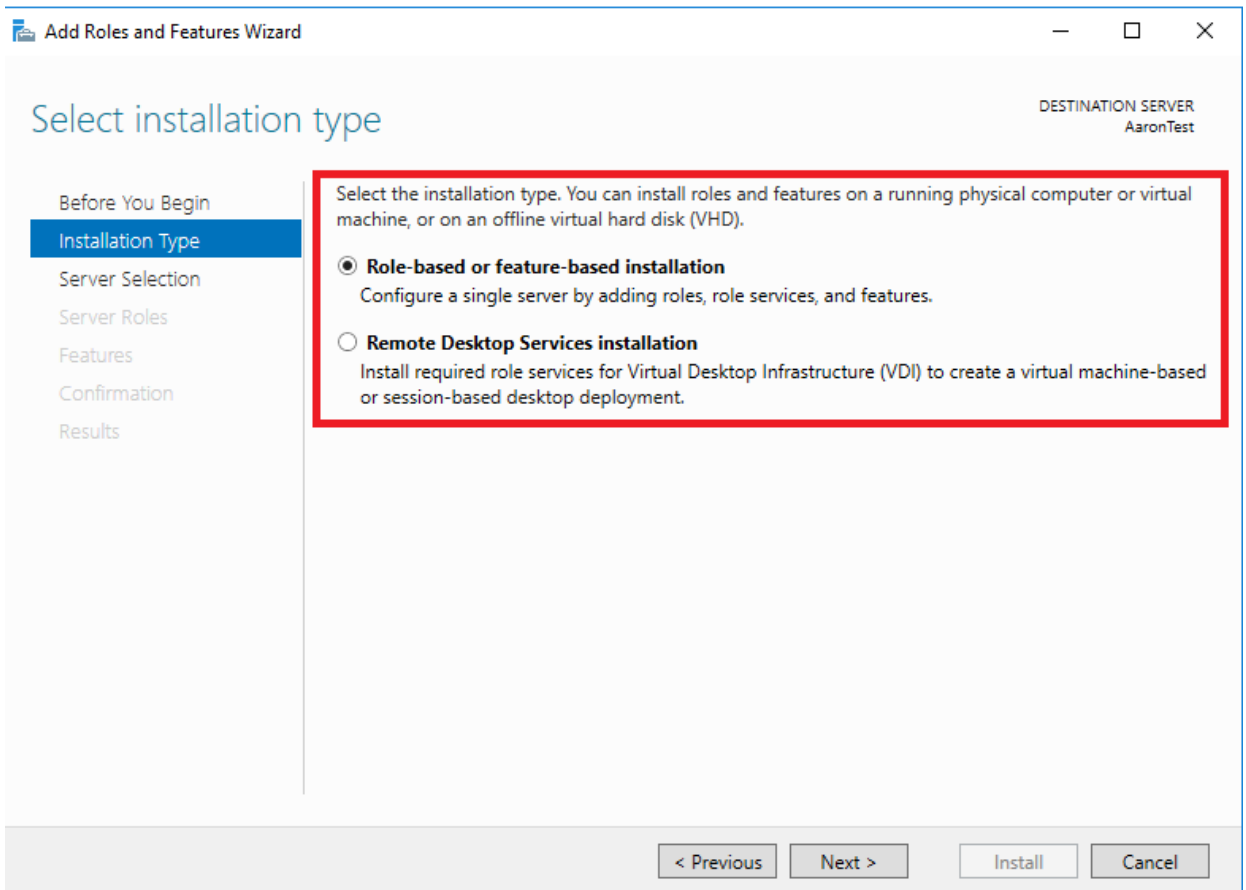 Add Roles and Features Wizard
Select installation type
DESTINATION SERVER
AaronTest
Before You Begin
Installation Type
Server Selection
Server Roles
Features
Confirmation
Results
Select the installation type. You can install roles and features on a running physical computer or virtual
machine, or on an offline virtual hard disk (VHD).
Role-based or feature-based installation
Configure a single server by adding roles, role services, and features.
Remote Desktop Services installation
Install required role services for Virtual Desktop Infrastructure (VDI) to create a virtual machine-based
or session-based desktop deployment.
< Previous
Next >
Install
Cancel